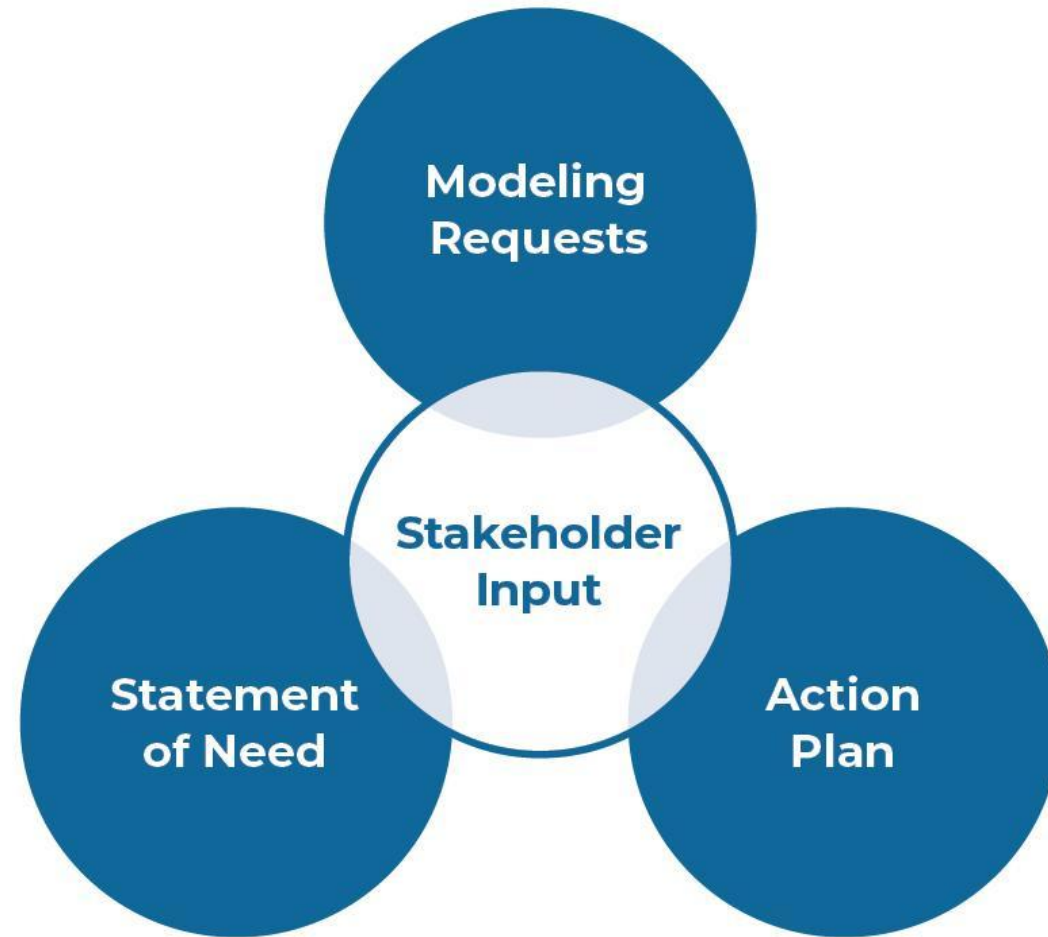 Modeling
Requests
Stakeholder
Input
Statement
of Need
Action
Plan